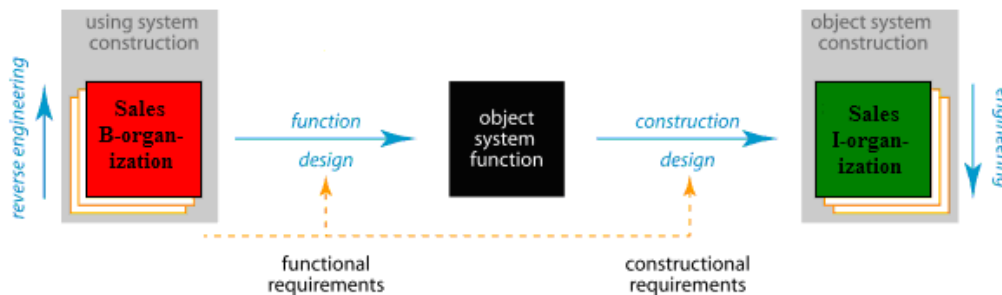 using system
construction
reverse engineering
Sales
B-organ-
ization
function
design
object
system
function
construction
design
object system
construction
Sales
I-organ-
ization
engineering
functional
requirements
constructional
requirements